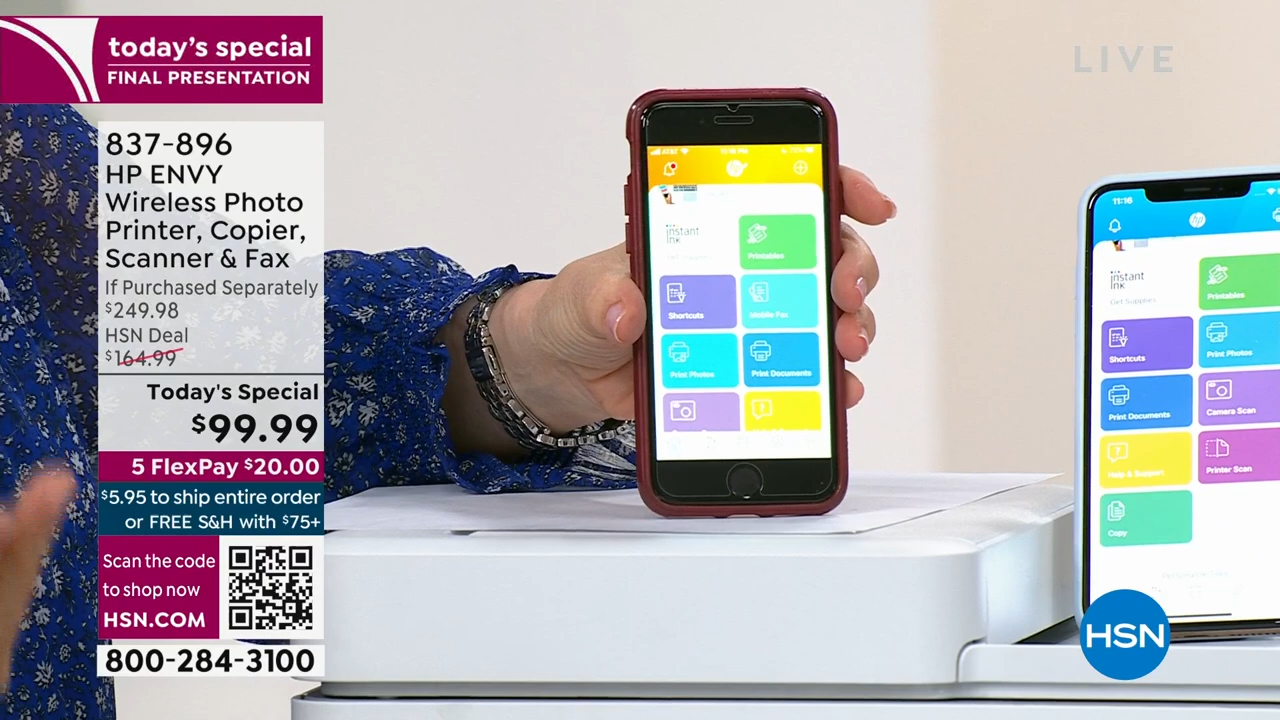 today's special
FINAL PRESENTATION
LIVE
837-896
HP ENVY
Wireless Photo
Printer, Copier,
Scanner & Fax
If Purchased Separately
$249.98
HSN Deal
$164.99
Today's Special
$99.99
5 FlexPay $20.00
$5.95 to ship entire order
or FREE S&H with $75+
Scan the code
to shop now
HSN.COM
800-284-3100
AT&T
instant
ink
Get Supplies
Printables
Shortcuts
Mobile Fax
Print Photos
Print Documents
11:16
hp
instant
ink
Get Supplies
Printables
Shortcuts
Print Photos
Print Documents
Camera Scan
Help & Support
Printer Scan
Copy
HSN